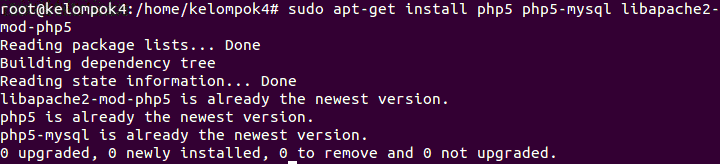 root@kelompok4:/home/kelompok4# sudo apt-get install php5 php5-mysql libapache2-
mod-php5
Reading package lists... Done
Building dependency tree
Reading state information... Done
libapache2-mod-php5 is already the newest version.
php5 is already the newest version.
php5-mysql is already the newest version.
0 upgraded, 0 newly installed, 0 to remove and 0 not upgraded.